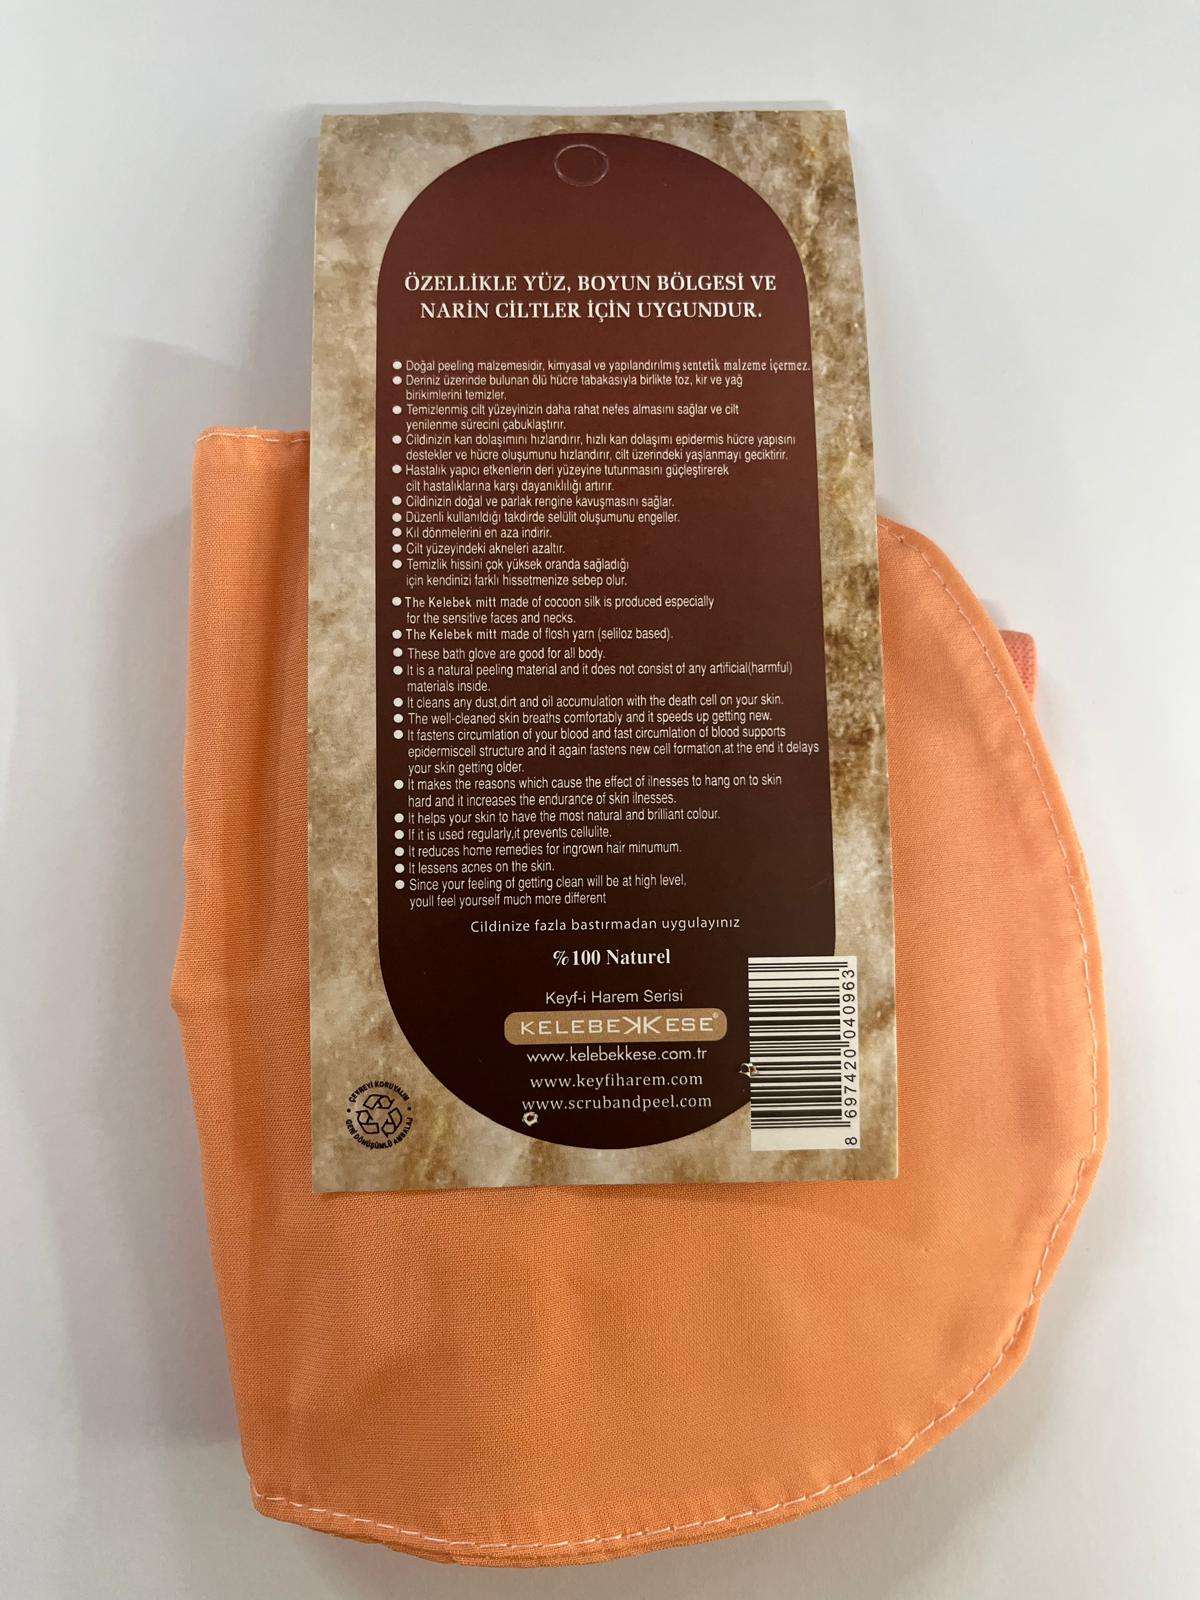 ÖZELLİKLE YÜZ, BOYUN BÖLGESİ VE
NARİN CİLTLER İÇİN UYGUNDUR.
● Doğal peeling malzemesidir, kimyasal ve yapılandırılmış sentetik malzeme içermez.
● Deriniz üzerinde bulunan ölü hücre tabakasıyla birlikte toz, kir ve yağ
birikimlerini temizler.
● Temizlenmiş cilt yüzeyinizin daha rahat nefes almasını sağlar ve cilt
yenilenme sürecini çabuklaştırır.
● Cildinizin kan dolaşımını hızlandırır, hızlı kan dolaşımı epidermis hücre yapısını
destekler ve hücre oluşumunu hızlandırır, cilt üzerindeki yaşlanmayı geciktirir.
● Hastalık yapıcı etkenlerin deri yüzeyine tutunmasını güçleştirerek
cilt hastalıklarına karşı dayanıklılığı artırır.
● Cildinizin doğal ve parlak rengine kavuşmasını sağlar.
● Düzenli kullanıldığı takdirde selülit oluşumunu engeller.
● Kıl dönmelerini en aza indirir.
● Cilt yüzeyindeki akneleri azaltır.
● Temizlik hissini çok yüksek oranda sağladığı
için kendinizi farklı hissetmenize sebep olur.
● The Kelebek mitt made of cocoon silk is produced especially
for the sensitive faces and necks.
● The Kelebek mitt made of flosh yarn (seliloz based).
● These bath glove are good for all body.
● It is a natural peeling material and it does not consist of any artificial(harmful)
materials inside.
● It cleans any dust,dirt and oil accumulation with the death cell on your skin.
● The well-cleaned skin breaths comfortably and it speeds up getting new.
● It fastens circumlation of your blood and fast circumlation of blood supports
epidermiscell structure and it again fastens new cell formation,at the end it delays
your skin getting older.
● It makes the reasons which cause the effect of ilnesses to hang on to skin
hard and it increases the endurance of skin ilnesses.
● It helps your skin to have the most natural and brilliant colour.
● If it is used regularly,it prevents cellulite.
● It reduces home remedies for ingrown hair minumum.
● It lessens acnes on the skin.
● Since your feeling of getting clean will be at high level,
youll feel yourself much more different
Cildinize fazla bastırmadan uygulayınız
%100 Naturel
Keyf-i Harem Serisi
KELEBEKKESE®
www.kelebekkese.com.tr
www.keyfiharem.com
www.scrubandpeel.com
8 697420 040963
ÇEVREYİ KORUYALIM
GERİ DÖNÜŞÜMLÜ AMBALAJ